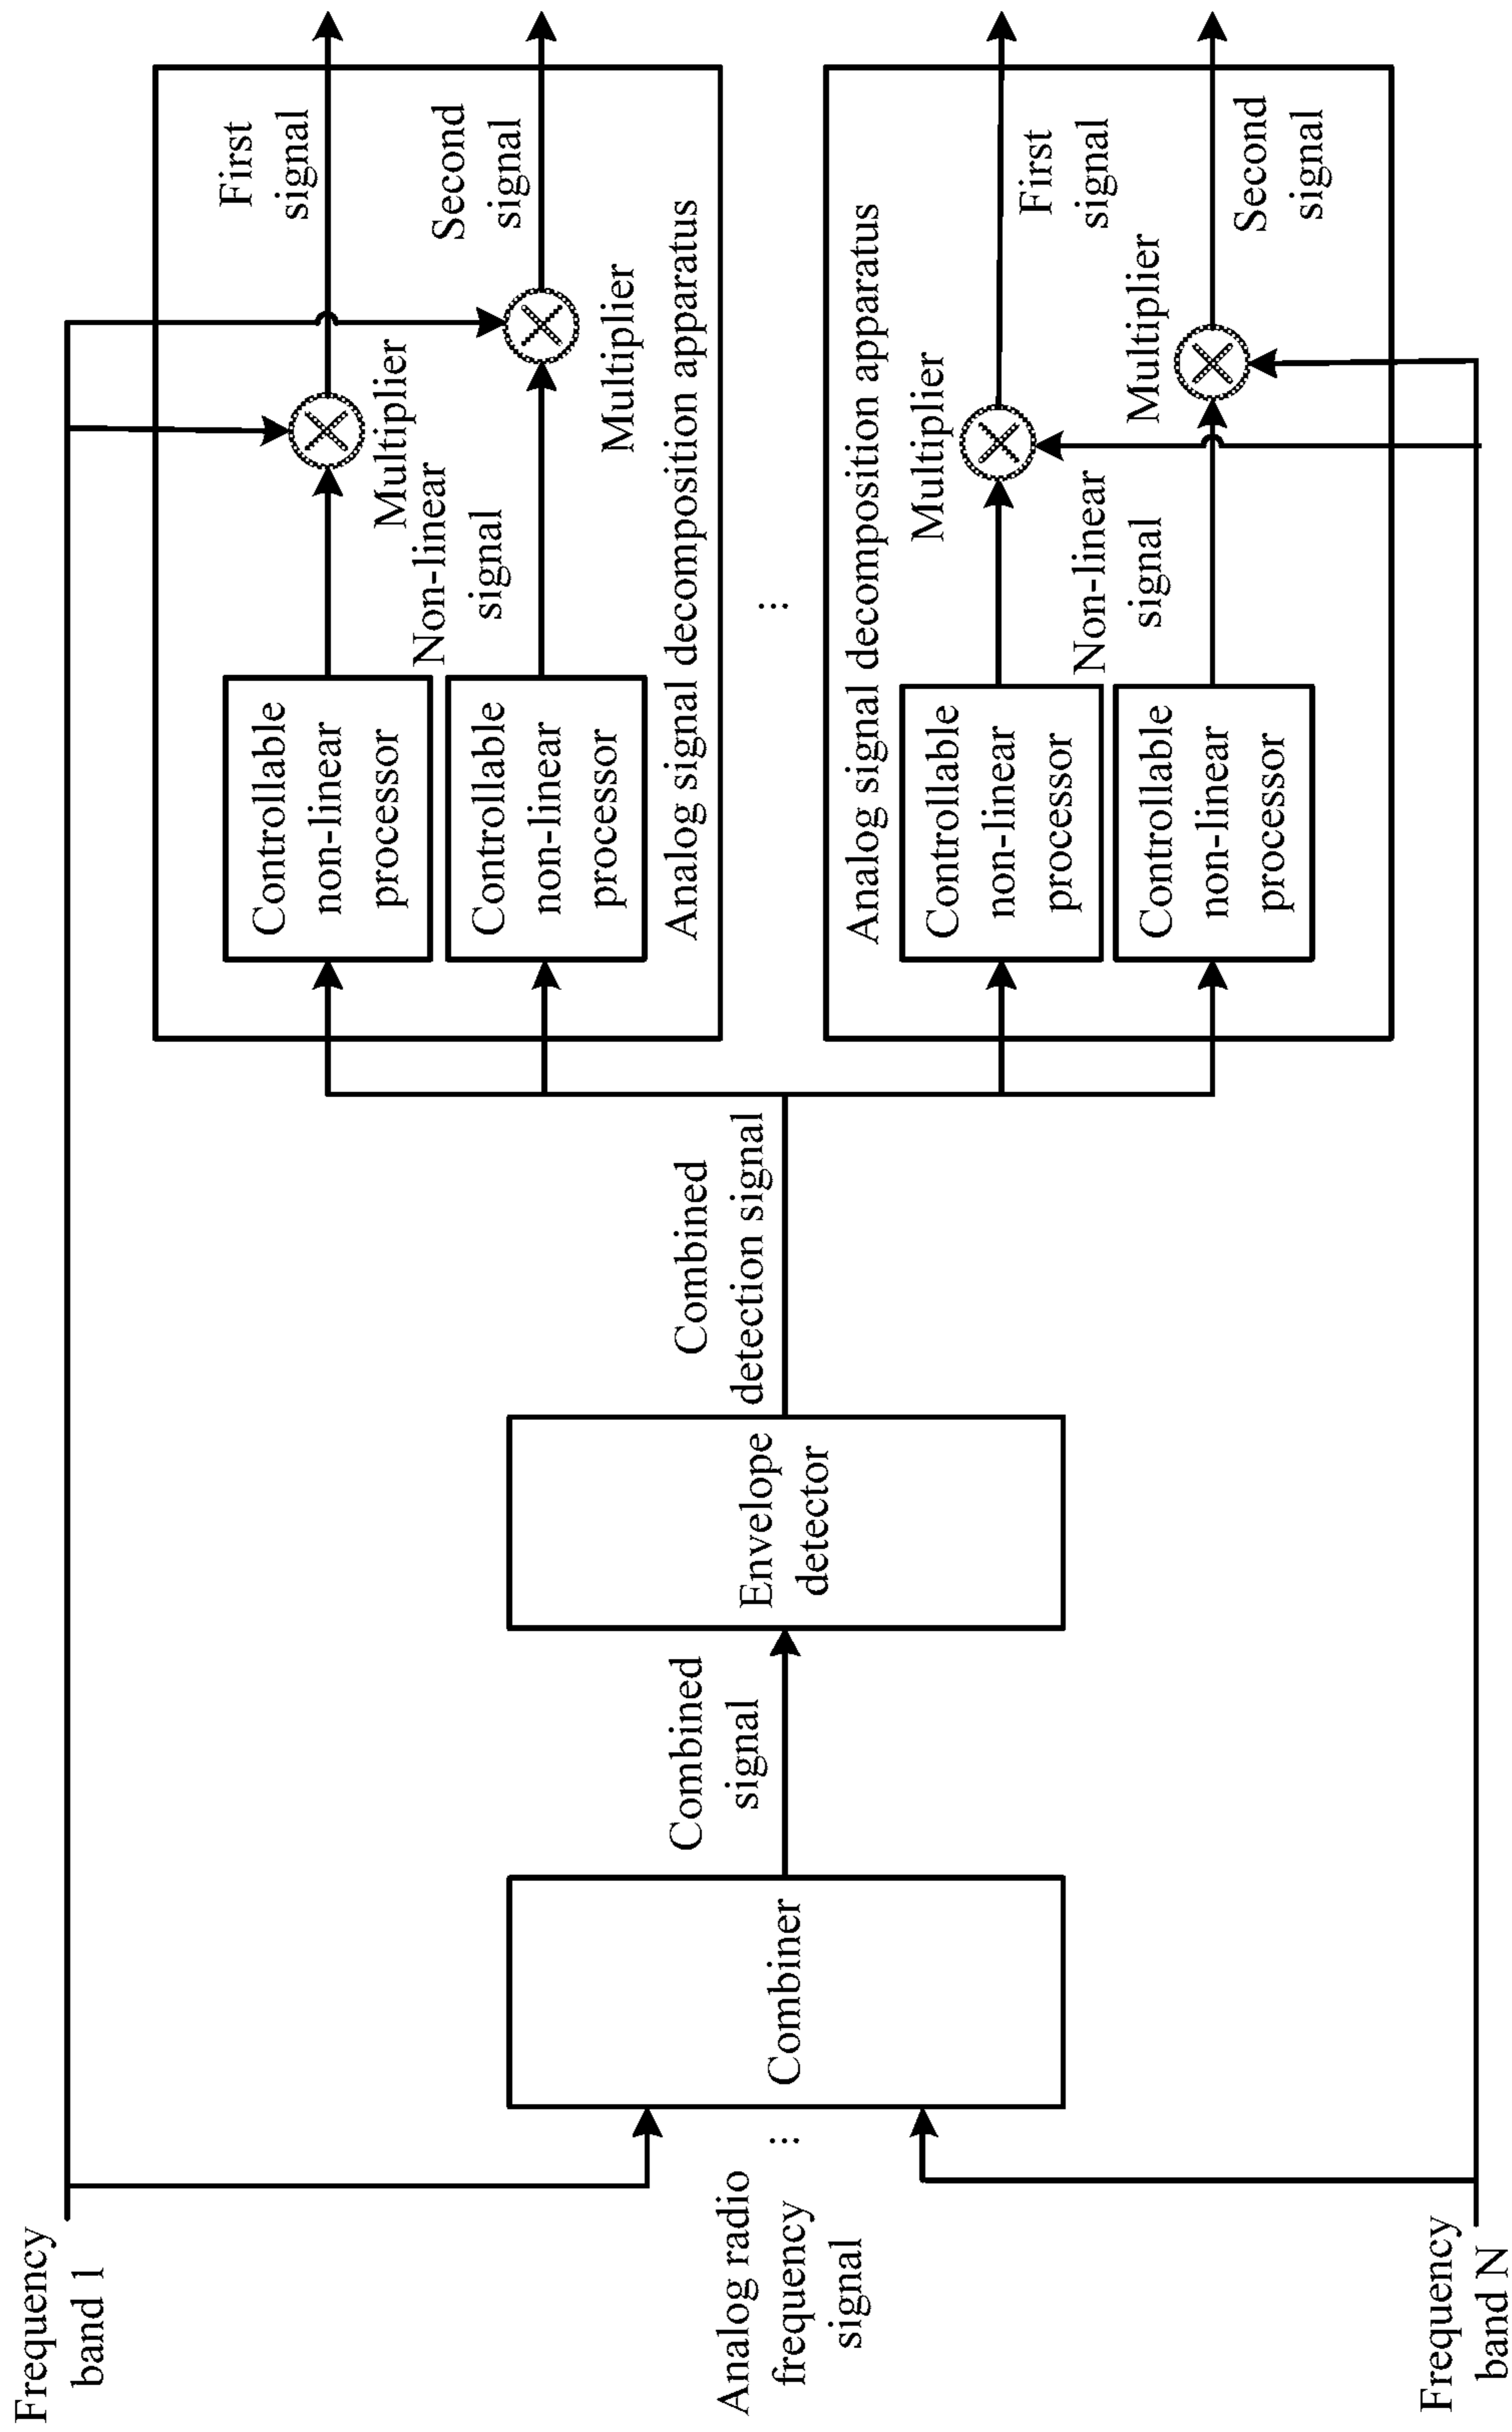 Frequency
band 1
Analog radio
frequency
signal
...
Frequency
band N
Combiner
Combined
signal
Envelope
detector
Combined
detection signal
Controllable
non-linear
processor
Controllable
non-linear
processor
Non-linear
signal
Multiplier
Multiplier
First
signal
Second
signal
Analog signal decomposition apparatus
...
Analog signal decomposition apparatus
Controllable
non-linear
processor
Controllable
non-linear
processor
Non-linear
signal
Multiplier
Multiplier
First
signal
Second
signal